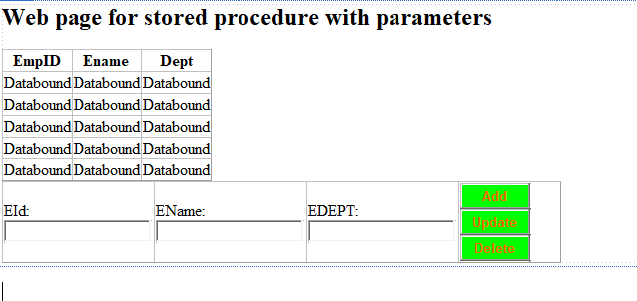 Web page for stored procedure with parameters
EmpID Ename Dept
Databound Databound Databound
Databound Databound Databound
Databound Databound Databound
Databound Databound Databound
Databound Databound Databound
EId: EName: EDEPT:
Add
Update
Delete